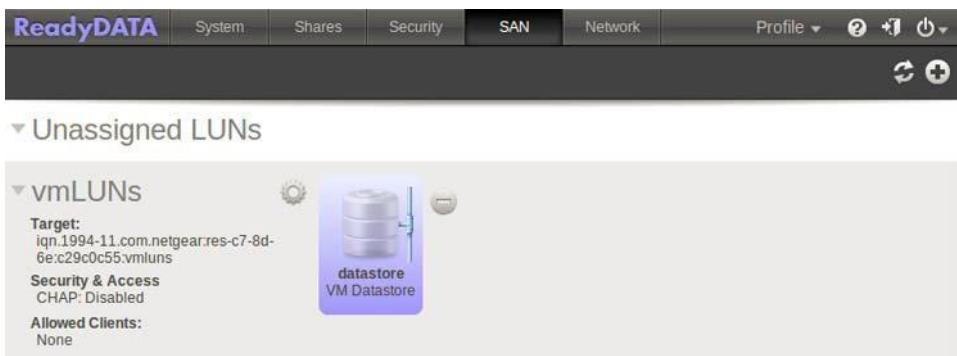 ReadyDATA System Shares Security SAN Network Profile
Unassigned LUNs
vmLUNs
Target:
iqn.1994-11.com.netgear:res-c7-8d-
6e:c29c0c55:vmluns
Security & Access
CHAP: Disabled
Allowed Clients:
None
datastore
VM Datastore